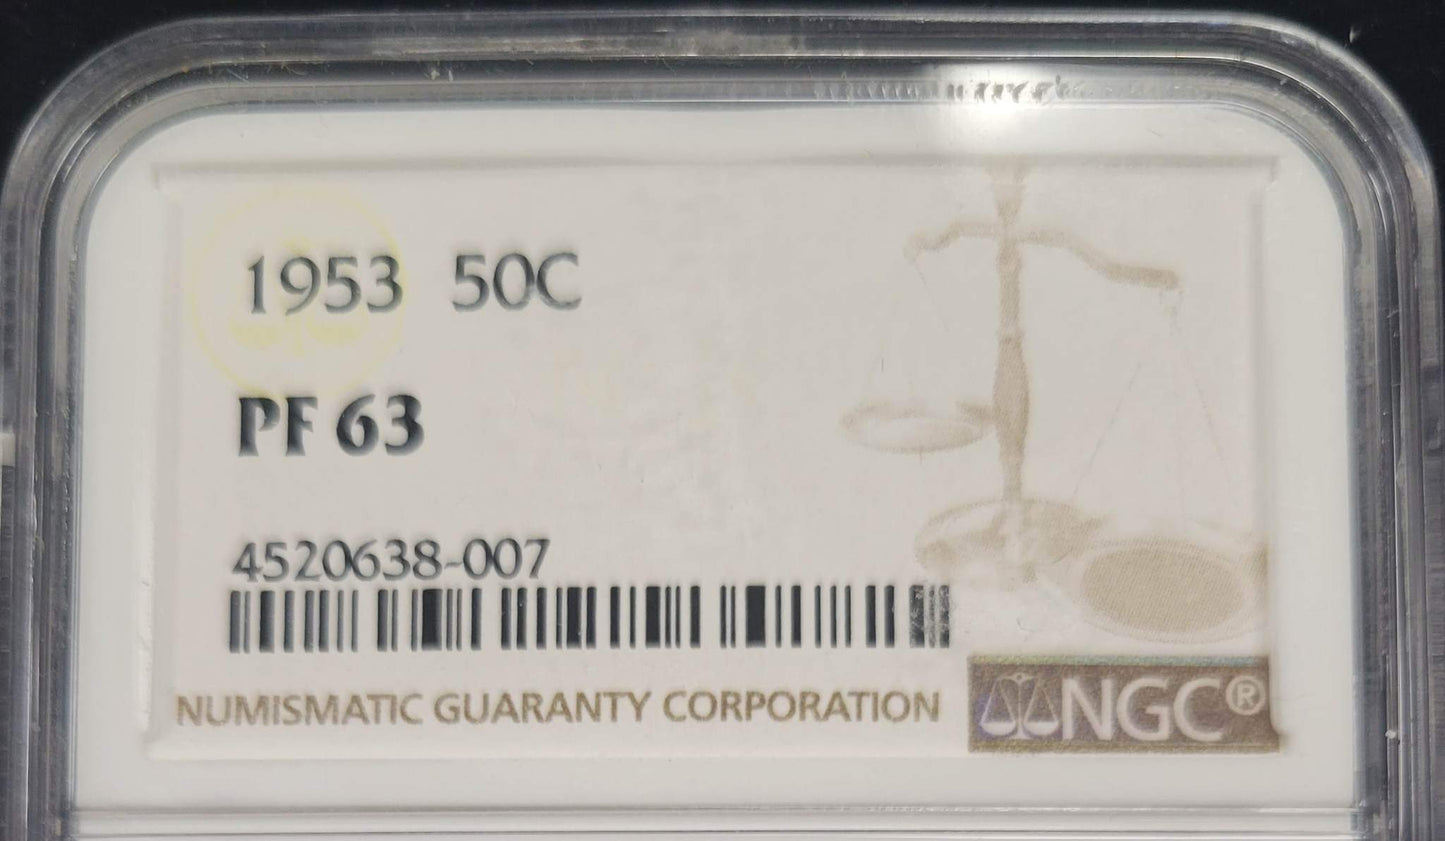 1953 50C
PF 63
4520638-007
NUMISMATIC GUARANTY CORPORATION
NGC®